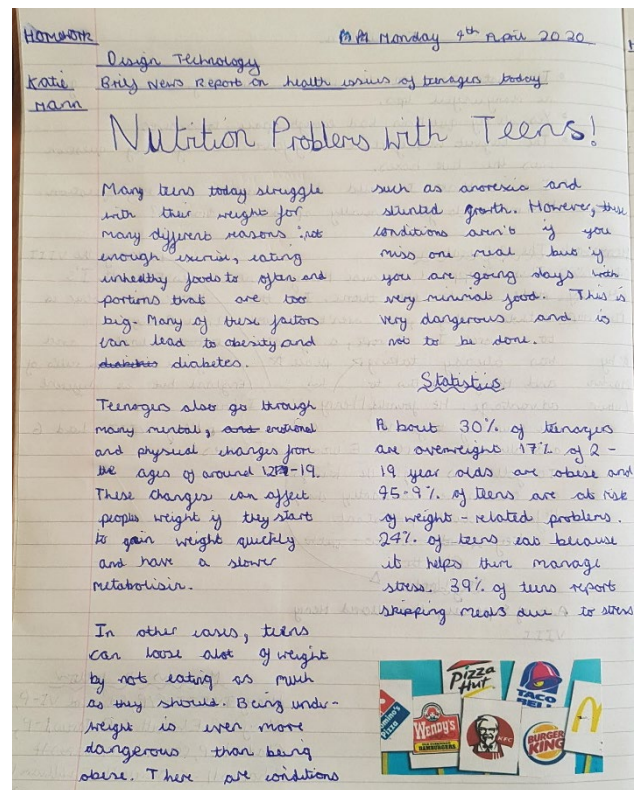 Homework
Monday 4th April 2020
Design Technology
Katie Mann
Brief News Report on health issues of teenagers today
Nutrition Problems with Teens!
Many teens today struggle
with their weight for
many different reasons: not
enough exercise, eating
unhealthy foods to often and
portions that are too
big. Many of these factors
can lead to obesity and
diabetes.
Teenagers also go through
many mental, emotional
and physical changes from
the ages of around 12-19.
These changes can affect
peoples weight if they start
to gain weight quickly
and have a slower
metabolisin.
In other cases, teens
can loose alot of weight
by not eating as much
as they should. Being under-
weight is even more
dangerous than being
obese. There are conditions
such as anorexia and
stunted growth. However, these
conditions aren't if you
miss one meal but if
you are going days with
very minimal food. This is
very dangerous and is
not to be done.
Statistics
About 30% of teenagers
are overweight 17% of 2-
19 year olds are obese and
45-9% of teens are at risk
of weight-related problems.
24% of teens eat because
it helps them manage
stress. 39% of teens report
skipping meals due to stress
Pizza Hut
TACO BELL
Domino's Pizza
Wendy's
OLD FASHIONED HAMBURGERS
KFC
BURGER KING